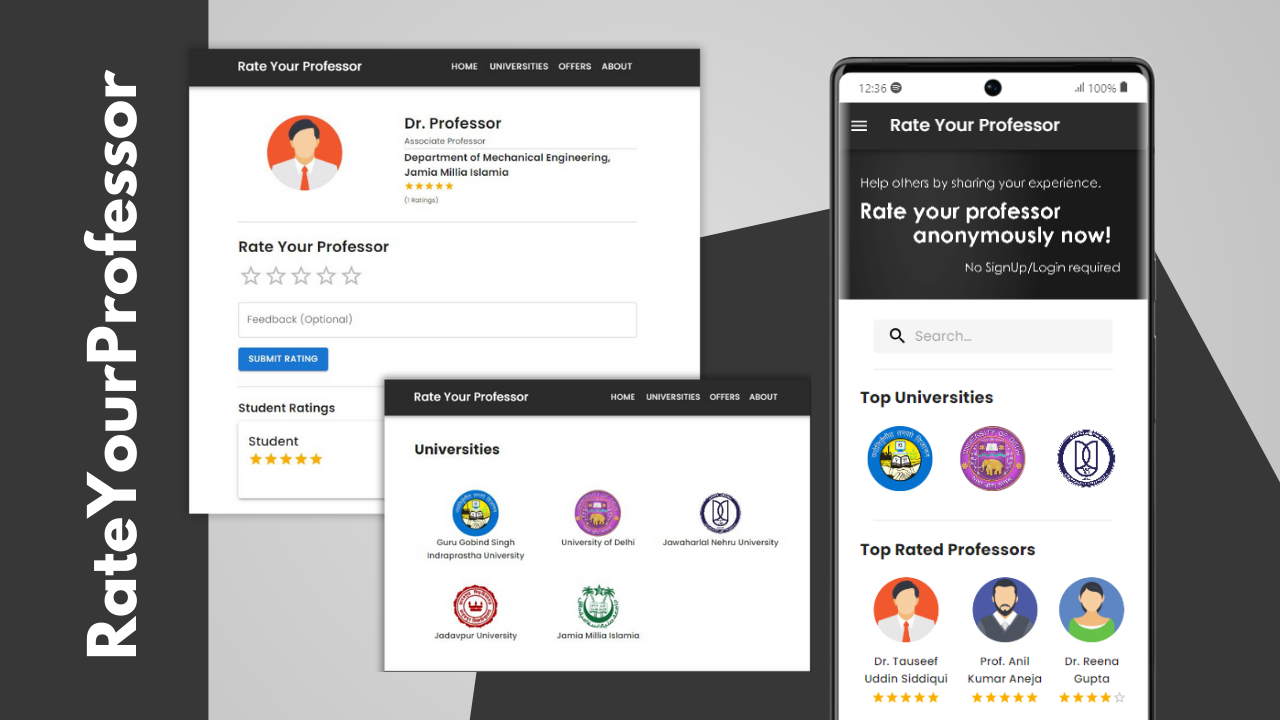 RateYourProfessor
Rate Your Professor
HOME UNIVERSITIES OFFERS ABOUT
Dr. Professor
Associate Professor
Department of Mechanical Engineering,
Jamia Millia Islamia
(1 Ratings)
Rate Your Professor
Feedback (Optional)
SUBMIT RATING
Student Ratings
Student
Rate Your Professor
HOME UNIVERSITIES OFFERS ABOUT
Universities
Guru Gobind Singh
Indraprastha University
University of Delhi
Jawaharlal Nehru University
Jadavpur University
Jamia Millia Islamia
12:36
100%
Rate Your Professor
Help others by sharing your experience.
Rate your professor
anonymously now!
No SignUp/Login required
Search...
Top Universities
Top Rated Professors
Dr. Tauseef
Uddin Siddiqui
Prof. Anil
Kumar Aneja
Dr. Reena
Gupta